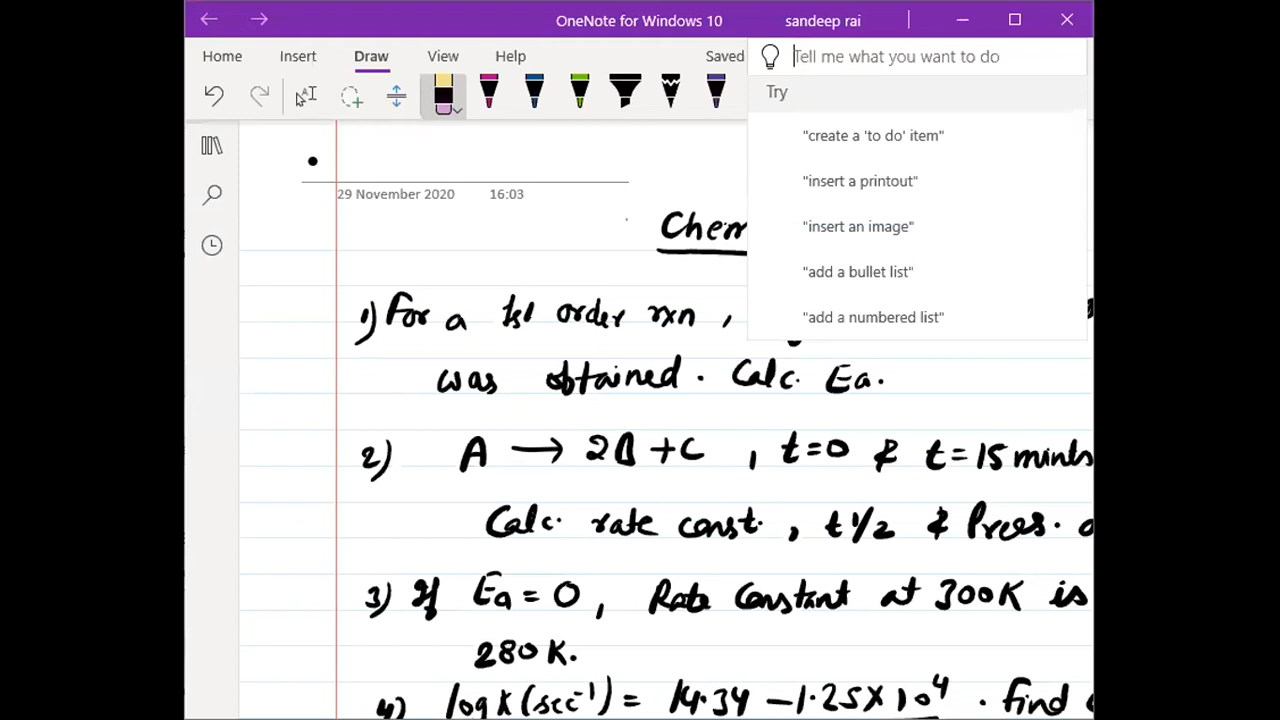 OneNote for Windows 10 sandeep rai
Home Insert Draw View Help Saved Tell me what you want to do
Try
"create a 'to do' item"
"insert a printout"
"insert an image"
"add a bullet list"
"add a numbered list"
29 November 2020 16:03
Chem
1) For a 1st order rxn ,
was obtained . Calc. Ea.
2) A → 2B + C , t=0 & t=15 mints
Calc. rate const. , t 1/2 & Press. o
3) If Ea = 0 , Rate Constant at 300K is
280 K.
4) log K (sec⁻¹) = 14.34 – 1.25 X 10⁴ . find